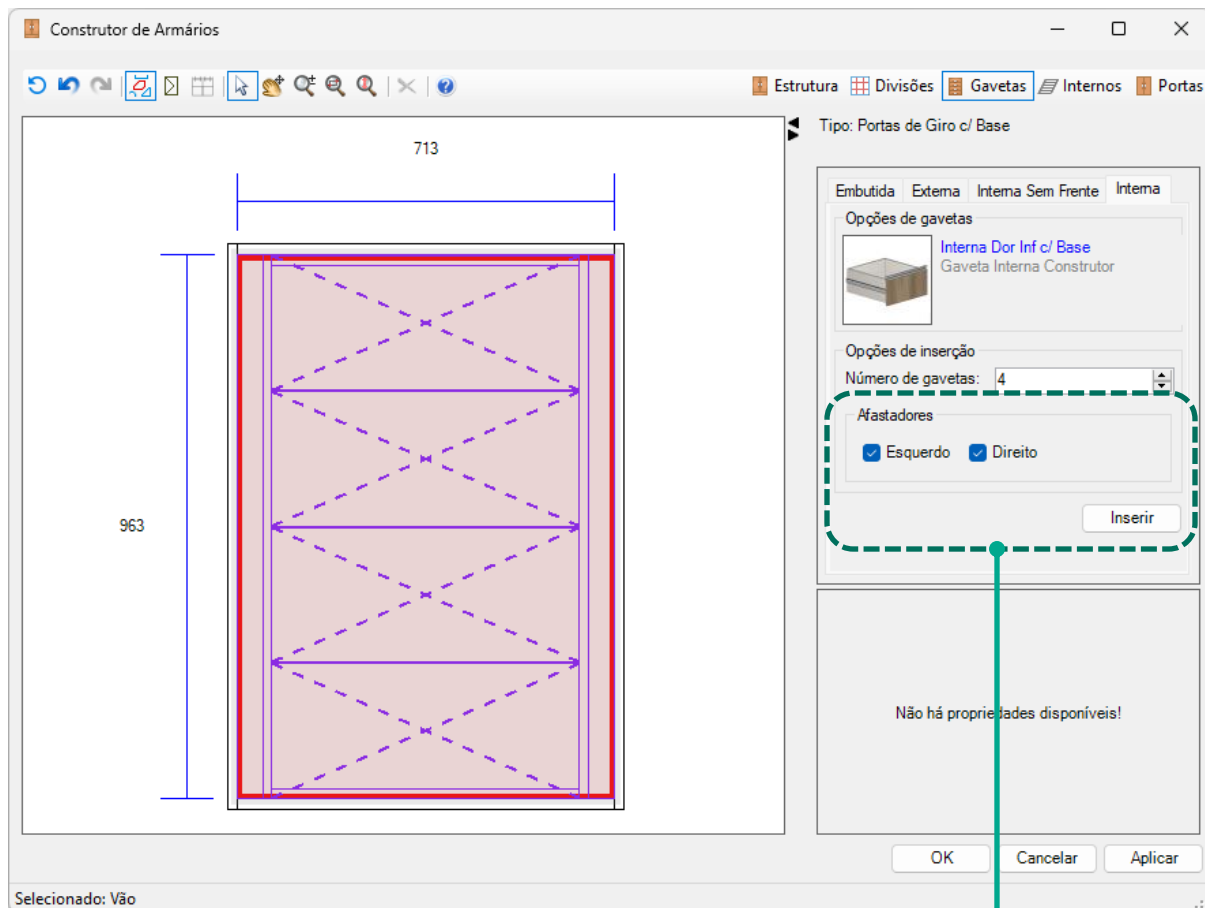 Construtor de Armários
Estrutura Divisões Gavetas Internos Portas
Tipo: Portas de Giro c/ Base
713
963
Embutida Externa Interna Sem Frente Interna
Opções de gavetas
Interna Dor Inf c/ Base
Gaveta Interna Construtor
Opções de inserção
Número de gavetas: 4
Afastadores
Esquerdo Direito
Inserir
Não há propriedades disponíveis!
OK Cancelar Aplicar
Selecionado: Vão